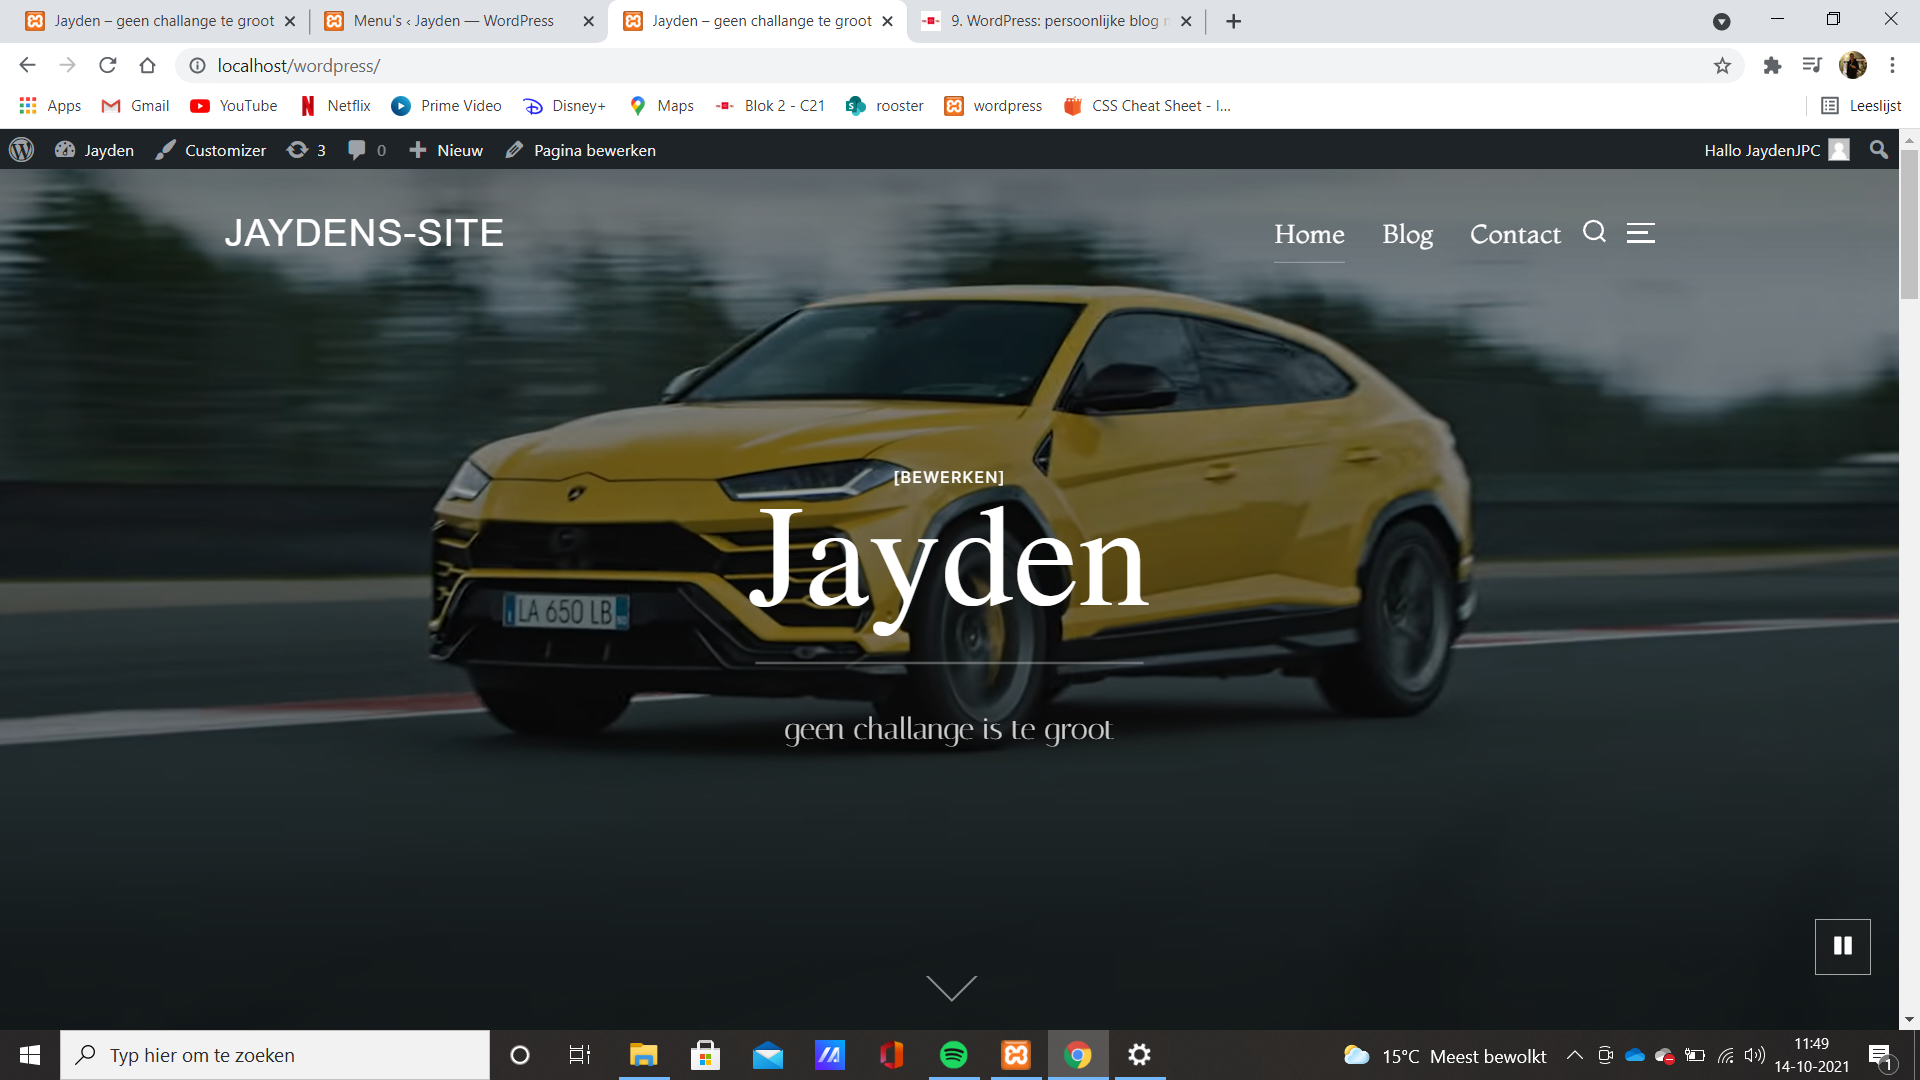 Jayden – geen challange te groot
Menu's ‹ Jayden — WordPress
Jayden – geen challange te groot
9. WordPress: persoonlijke blog
localhost/wordpress/
Apps Gmail YouTube Netflix Prime Video Disney+ Maps Blok 2 - C21 rooster wordpress CSS Cheat Sheet - I... Leeslijst
Jayden Customizer 3 0 Nieuw Pagina bewerken Hallo JaydenJPC
JAYDENS-SITE
Home Blog Contact
[BEWERKEN]
Jayden
LA 650 LB
geen challange is te groot
Typ hier om te zoeken
15°C Meest bewolkt
11:49
14-10-2021
1